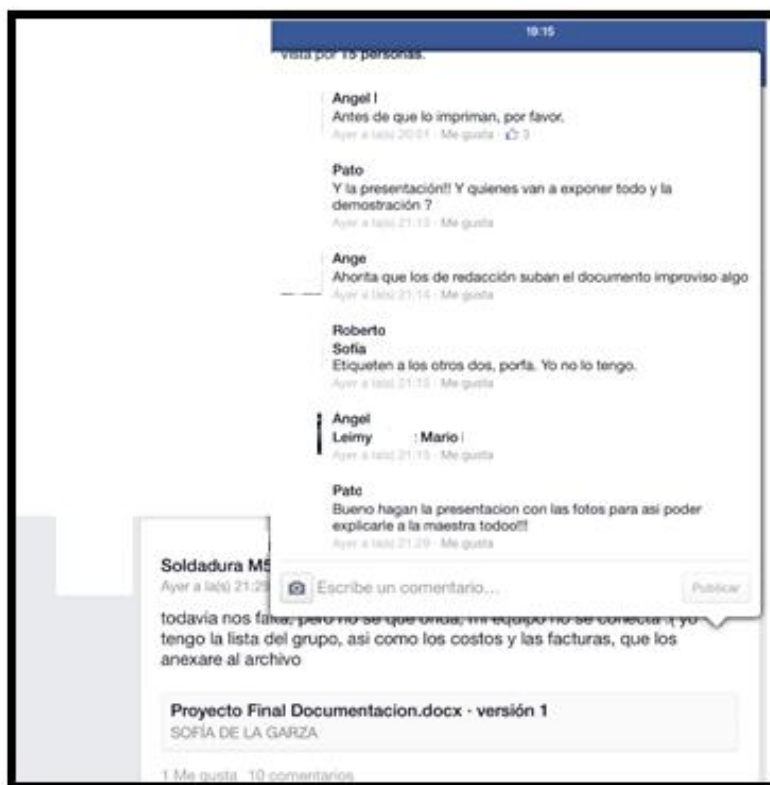 19:15
Vista por 15 personas.
Angel
Antes de que lo impriman, por favor.
Ayer a la(s) 20:01 · Me gusta · 3
Pato
Y la presentación!! Y quienes van a exponer todo y la
demostración ?
Ayer a la(s) 21:13 · Me gusta
Ange
Ahorita que los de redacción suban el documento improviso algo
Ayer a la(s) 21:14 · Me gusta
Roberto
Sofía
Etiqueten a los otros dos, porfa. Yo no lo tengo.
Ayer a la(s) 21:15 · Me gusta
Angel
Leimy : Mario
Ayer a la(s) 21:15 · Me gusta
Pato
Bueno hagan la presentacion con las fotos para asi poder
explicarle a la maestra todoo!!!
Ayer a la(s) 21:29 · Me gusta
Escribe un comentario...
Publicar
Soldadura M5
Ayer a la(s) 21:25
todavia nos falta, pero no se que onda, mi equipo no se conecta :( yo
tengo la lista del grupo, asi como los costos y las facturas, que los
anexare al archivo
Proyecto Final Documentacion.docx - versión 1
SOFÍA DE LA GARZA
1 Me gusta 10 comentarios